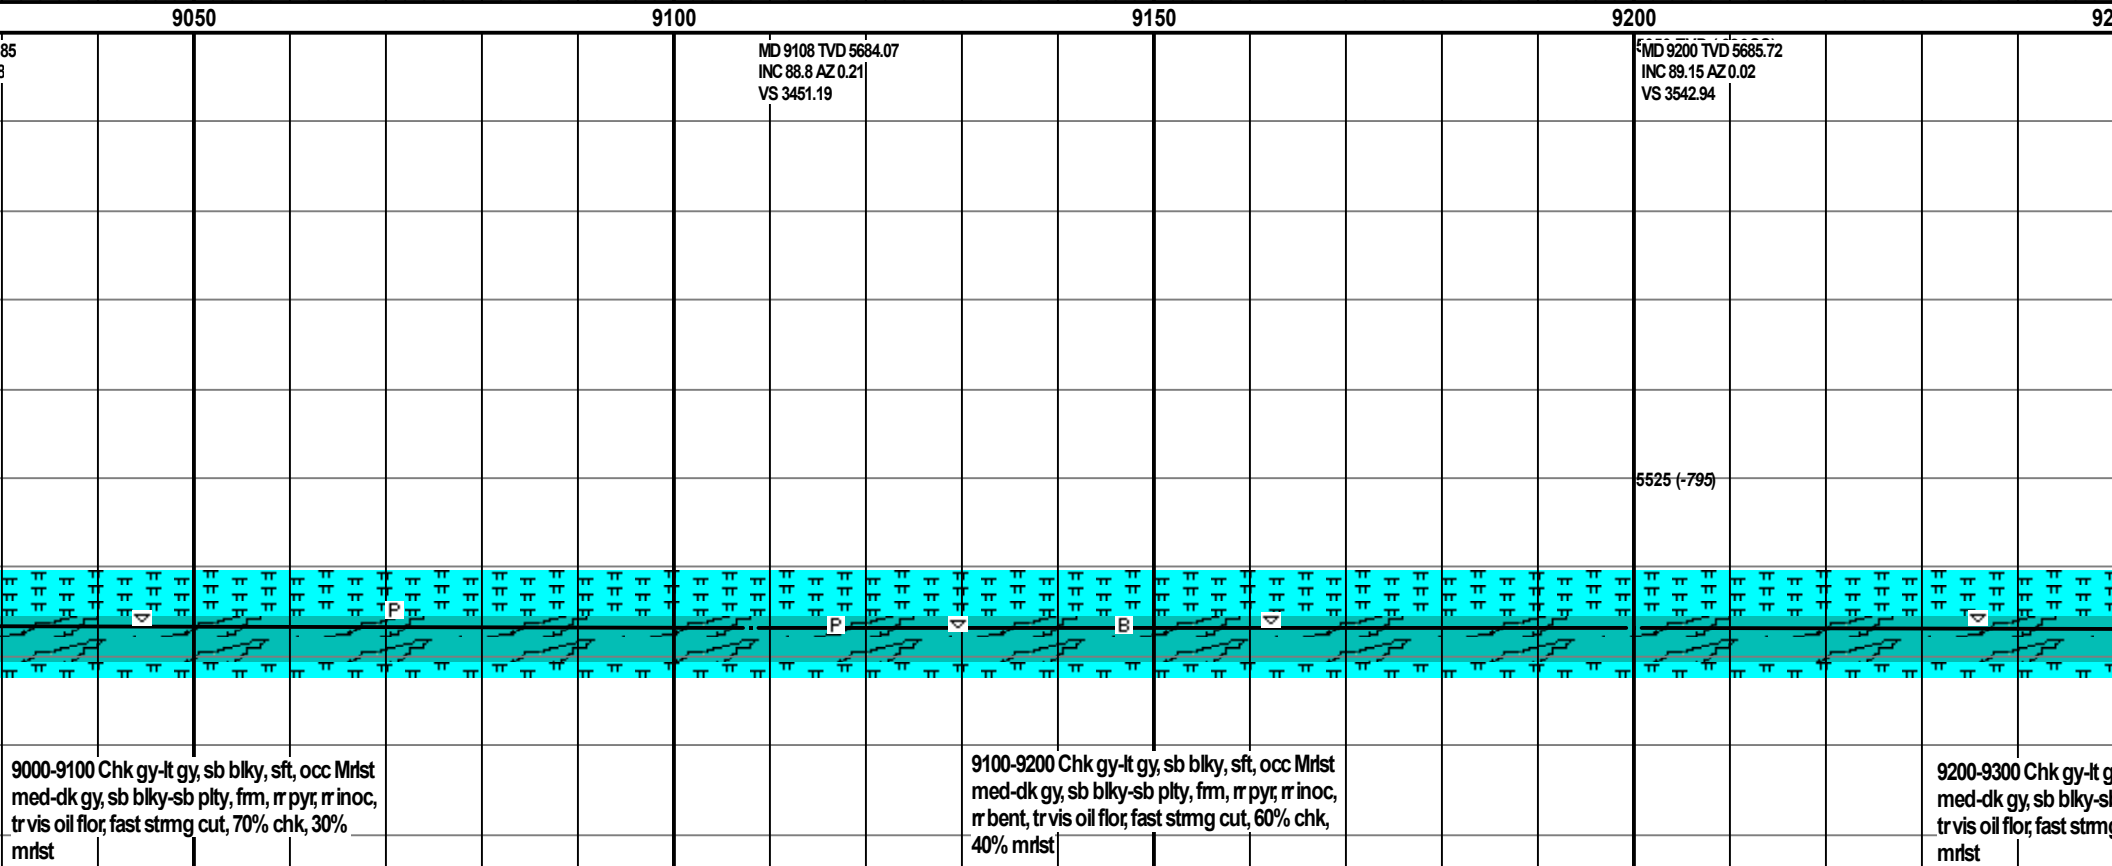 9050
9100
9150
9200
92
85
MD 9108 TVD 5684.07
INC 88.8 AZ 0.21
VS 3451.19
MD 9200 TVD 5685.72
INC 89.15 AZ 0.02
VS 3542.94
5525 (-795)
P
P
B
9000-9100 Chk gy-lt gy, sb blky, sft, occ Mrlst
med-dk gy, sb blky-sb plty, frm, rr pyr, rr inoc,
tr vis oil flor, fast strmg cut, 70% chk, 30%
mrlst
9100-9200 Chk gy-lt gy, sb blky, sft, occ Mrlst
med-dk gy, sb blky-sb plty, frm, rr pyr, rr inoc,
rr bent, tr vis oil flor, fast strmg cut, 60% chk,
40% mrlst
9200-9300 Chk gy-lt g
med-dk gy, sb blky-sl
tr vis oil flor, fast strmg
mrlst